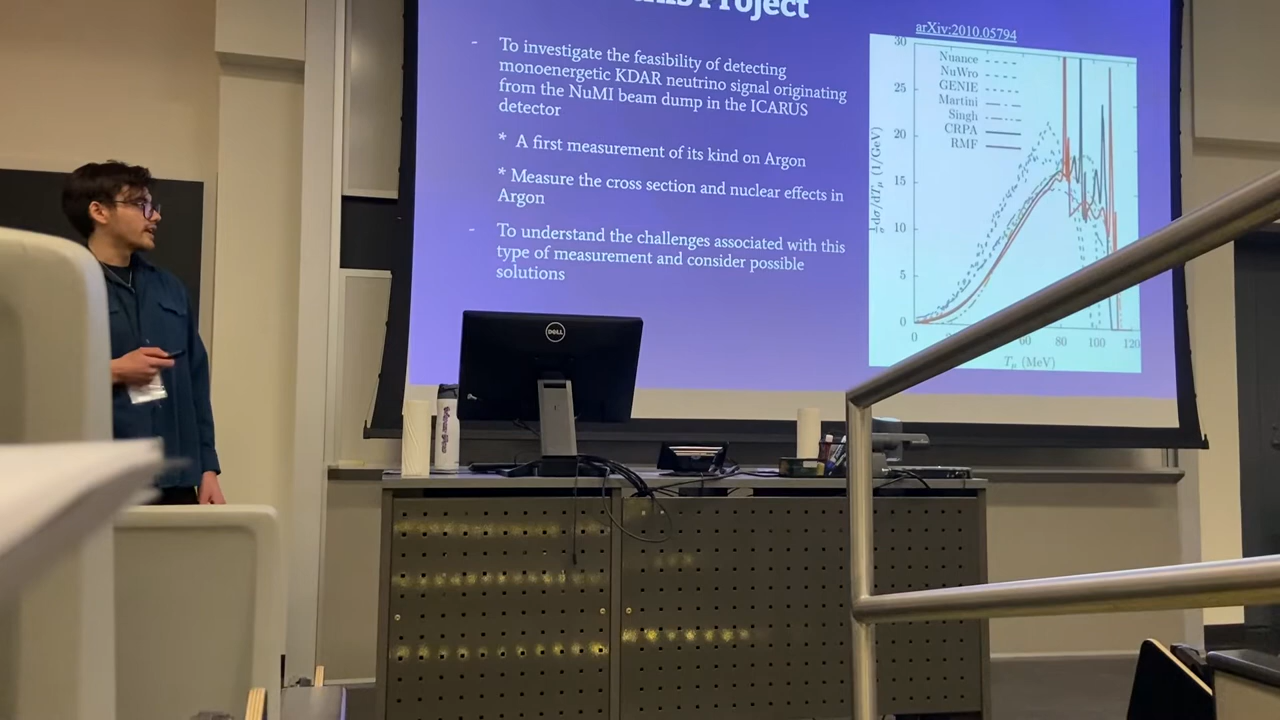 Project
- To investigate the feasibility of detecting
monoenergetic KDAR neutrino signal originating
from the NuMI beam dump in the ICARUS
detector
* A first measurement of its kind on Argon
* Measure the cross section and nuclear effects in
Argon
- To understand the challenges associated with this
type of measurement and consider possible
solutions
arXiv:2010.05794
30
25
20
15
10
5
0
Nuance
NuWro
GENIE
Martini
Singh
CRPA
RMF
dσ/dTμ (1/GeV)
0
80
100
120
Tμ (MeV)
DELL